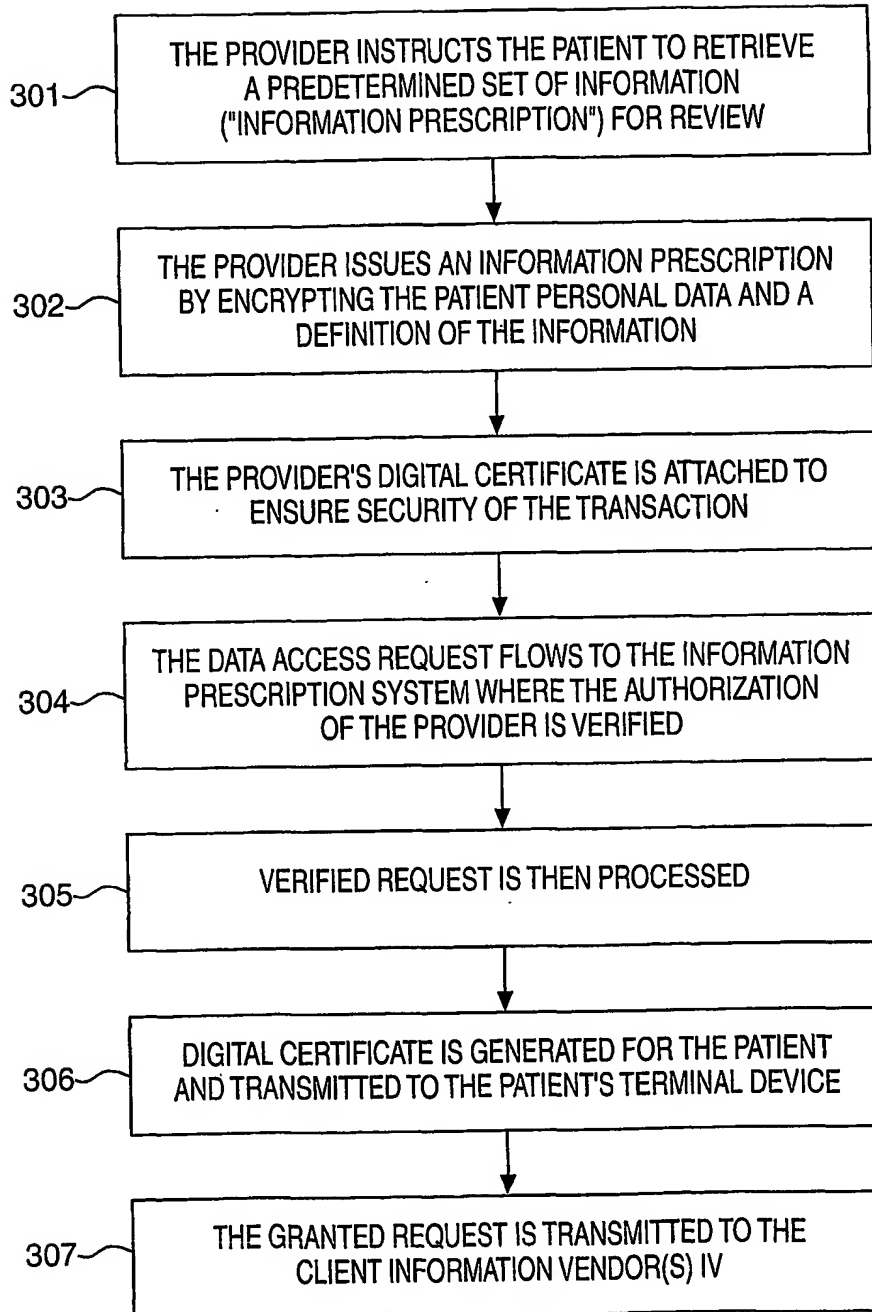 301
THE PROVIDER INSTRUCTS THE PATIENT TO RETRIEVE
A PREDETERMINED SET OF INFORMATION
("INFORMATION PRESCRIPTION") FOR REVIEW
302
THE PROVIDER ISSUES AN INFORMATION PRESCRIPTION
BY ENCRYPTING THE PATIENT PERSONAL DATA AND A
DEFINITION OF THE INFORMATION
303
THE PROVIDER'S DIGITAL CERTIFICATE IS ATTACHED TO
ENSURE SECURITY OF THE TRANSACTION
304
THE DATA ACCESS REQUEST FLOWS TO THE INFORMATION
PRESCRIPTION SYSTEM WHERE THE AUTHORIZATION
OF THE PROVIDER IS VERIFIED
305
VERIFIED REQUEST IS THEN PROCESSED
306
DIGITAL CERTIFICATE IS GENERATED FOR THE PATIENT
AND TRANSMITTED TO THE PATIENT'S TERMINAL DEVICE
307
THE GRANTED REQUEST IS TRANSMITTED TO THE
CLIENT INFORMATION VENDOR(S) IV